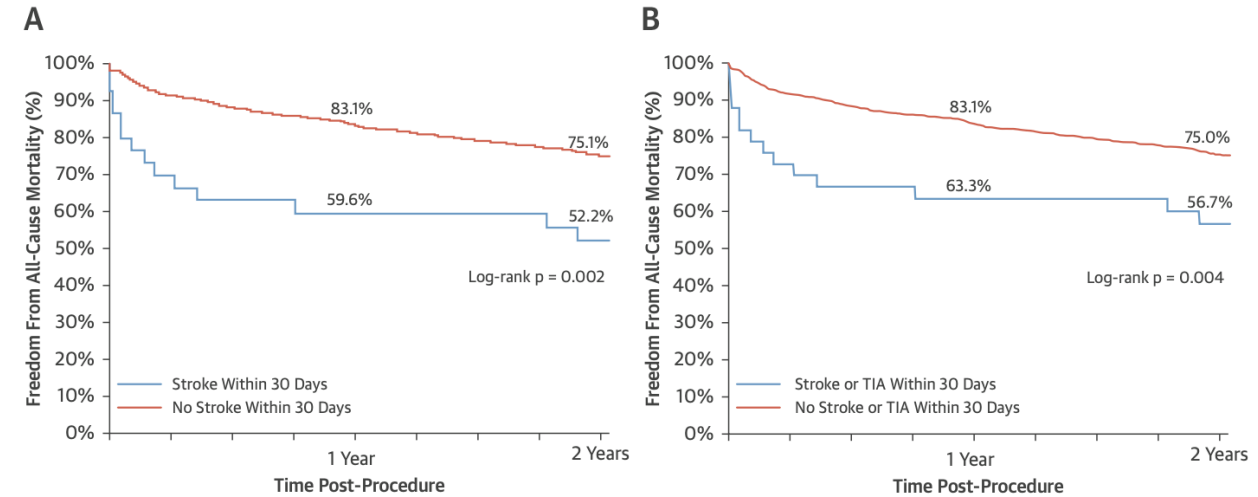 A
Freedom From All-Cause Mortality (%)
100%
90%
80%
70%
60%
50%
40%
30%
20%
10%
0%
83.1%
75.1%
59.6%
52.2%
Log-rank p = 0.002
Stroke Within 30 Days
No Stroke Within 30 Days
1 Year
2 Years
Time Post-Procedure
B
Freedom From All-Cause Mortality (%)
100%
90%
80%
70%
60%
50%
40%
30%
20%
10%
0%
83.1%
75.0%
63.3%
56.7%
Log-rank p = 0.004
Stroke or TIA Within 30 Days
No Stroke or TIA Within 30 Days
1 Year
2 Years
Time Post-Procedure